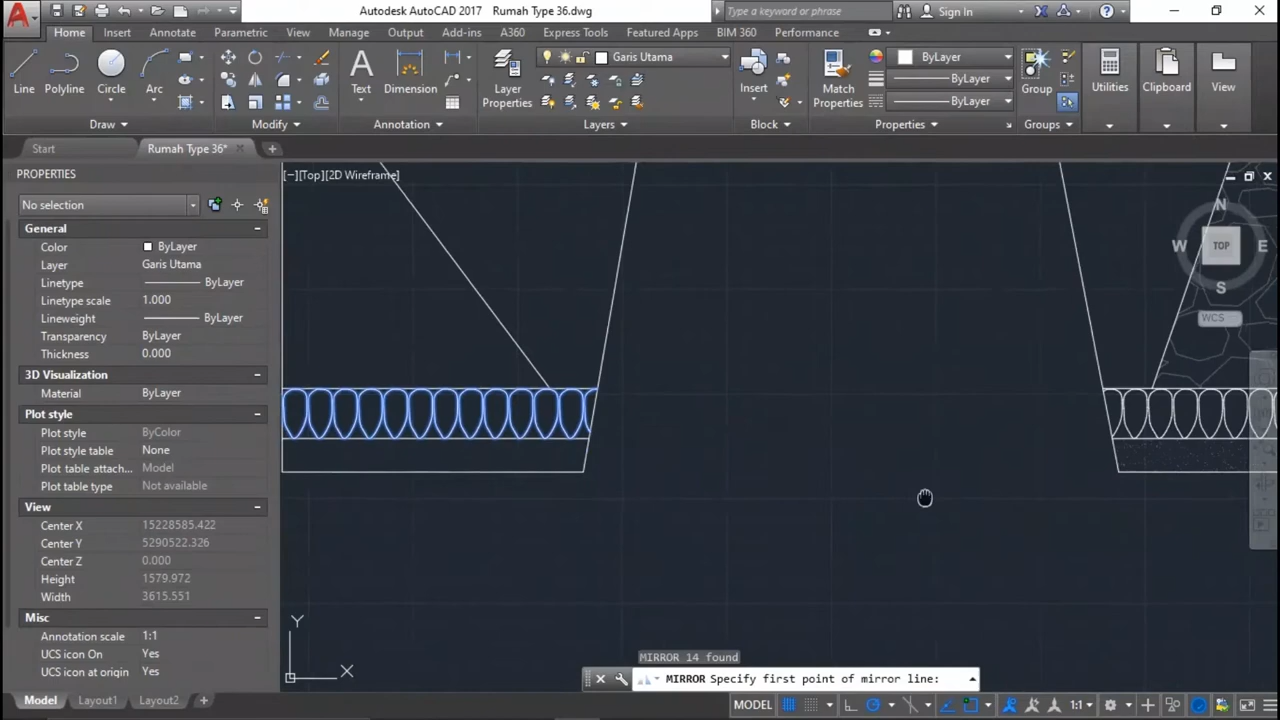 Autodesk AutoCAD 2017 Rumah Type 36.dwg
Type a keyword or phrase
Sign In
Home Insert Annotate Parametric View Manage Output Add-ins A360 Express Tools Featured Apps BIM 360 Performance
Line Polyline Circle Arc
Text Dimension
Layer Properties
Garis Utama
Insert
Match Properties
ByLayer
ByLayer
ByLayer
Group
Utilities
Clipboard
View
Draw Modify Annotation Layers Block Properties Groups
Start Rumah Type 36*
PROPERTIES
No selection
General
Color ByLayer
Layer Garis Utama
Linetype ByLayer
Linetype scale 1.000
Lineweight ByLayer
Transparency ByLayer
Thickness 0.000
3D Visualization
Material ByLayer
Plot style
Plot style ByColor
Plot style table None
Plot table attach... Model
Plot table type Not available
View
Center X 15228585.422
Center Y 5290522.326
Center Z 0.000
Height 1579.972
Width 3615.551
Misc
Annotation scale 1:1
UCS icon On Yes
UCS icon at origin Yes
[−][Top][2D Wireframe]
N
W TOP E
S
WCS
Y
X
MIRROR 14 found
MIRROR Specify first point of mirror line:
Model Layout1 Layout2 +
MODEL 1:1